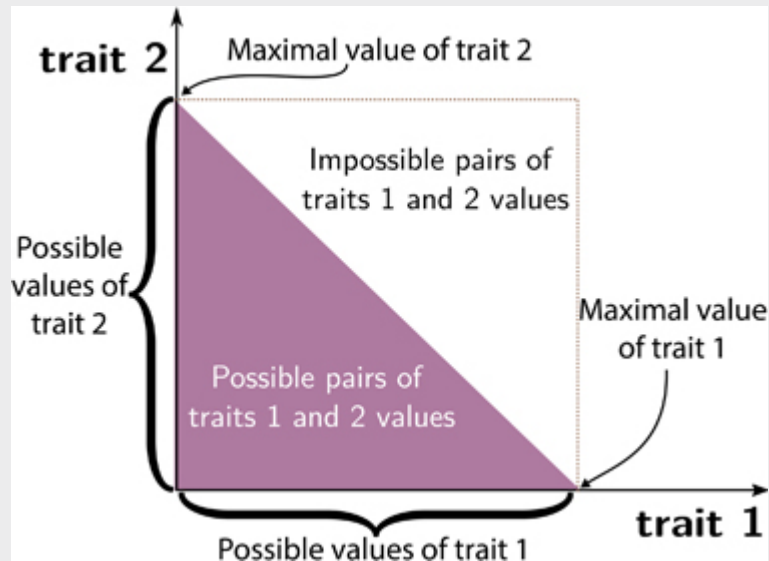 trait 2
Maximal value of trait 2
Impossible pairs of
traits 1 and 2 values
Possible
values of
trait 2
Maximal value
of trait 1
Possible pairs of
traits 1 and 2 values
trait 1
Possible values of trait 1